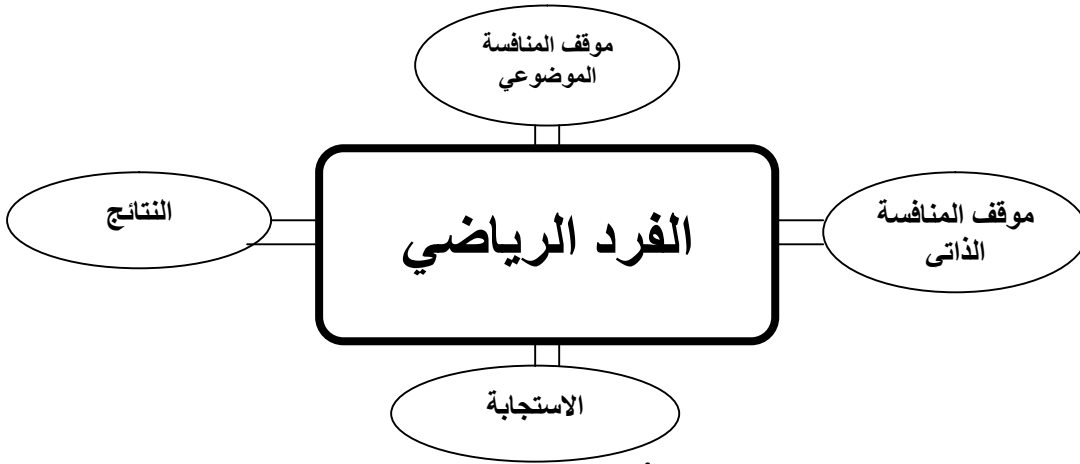 موقف المنافسة
الموضوعي
موقف المنافسة
الذاتى
الفرد الرياضي
النتائج
الاستجابة